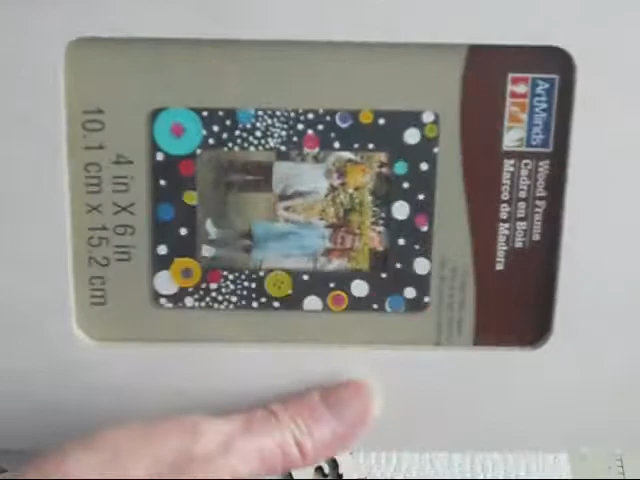 ArtMinds
Wood Frame
Cadre en Bois
Marco de Madera
4 in X 6 in
10.1 cm x 15.2 cm